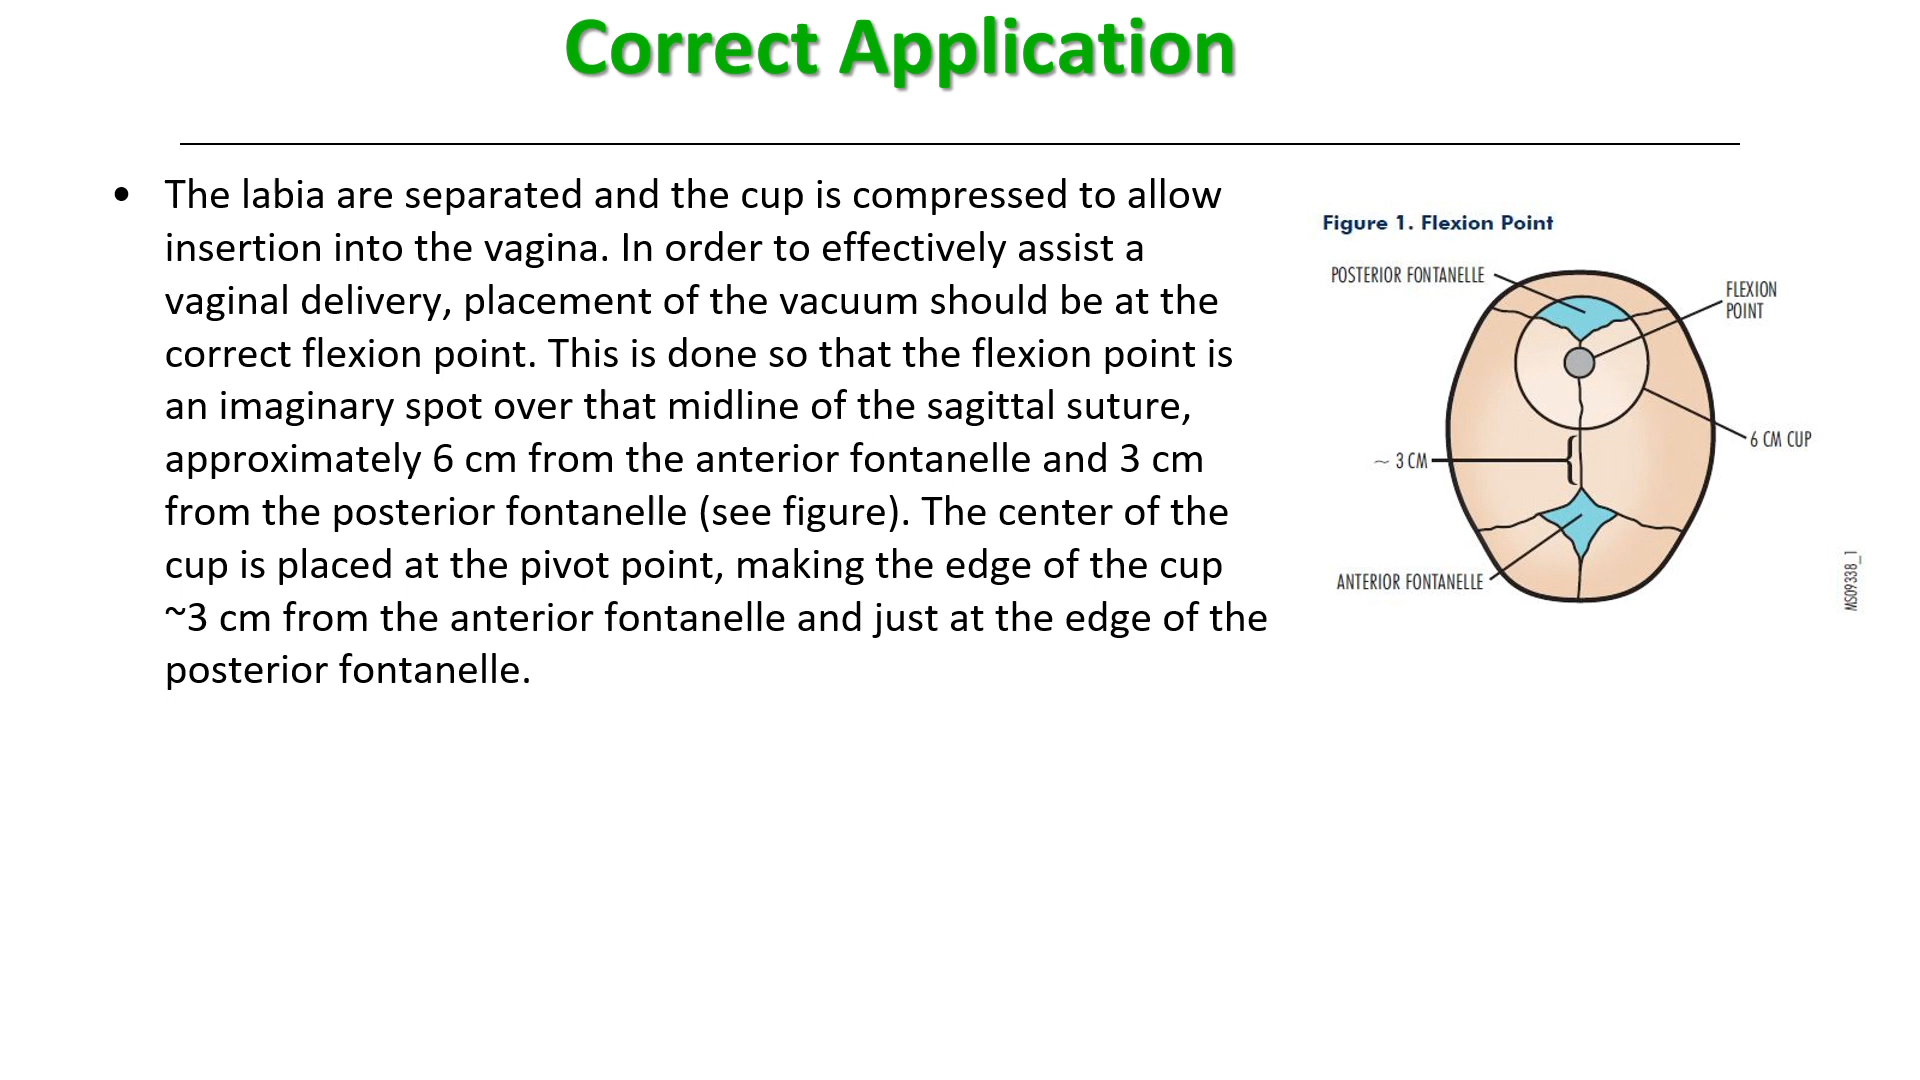 Correct Application
• The labia are separated and the cup is compressed to allow
insertion into the vagina. In order to effectively assist a
vaginal delivery, placement of the vacuum should be at the
correct flexion point. This is done so that the flexion point is
an imaginary spot over that midline of the sagittal suture,
approximately 6 cm from the anterior fontanelle and 3 cm
from the posterior fontanelle (see figure). The center of the
cup is placed at the pivot point, making the edge of the cup
~3 cm from the anterior fontanelle and just at the edge of the
posterior fontanelle.
Figure 1. Flexion Point
POSTERIOR FONTANELLE
FLEXION
POINT
6 CM CUP
~ 3 CM
ANTERIOR FONTANELLE
MS09338_1